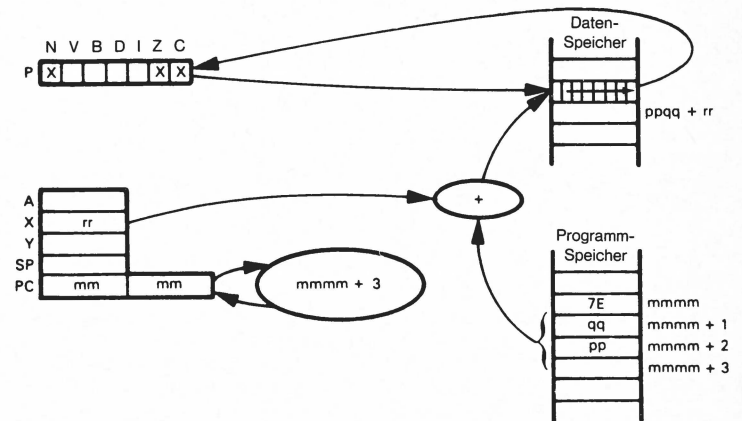 N V B D I Z C
P X X X
Daten-
Speicher
ppqq + rr
A
X rr
Y
SP
PC mm mm
+
mmmm + 3
Programm-
Speicher
7E mmmm
qq mmmm + 1
pp mmmm + 2
mmmm + 3